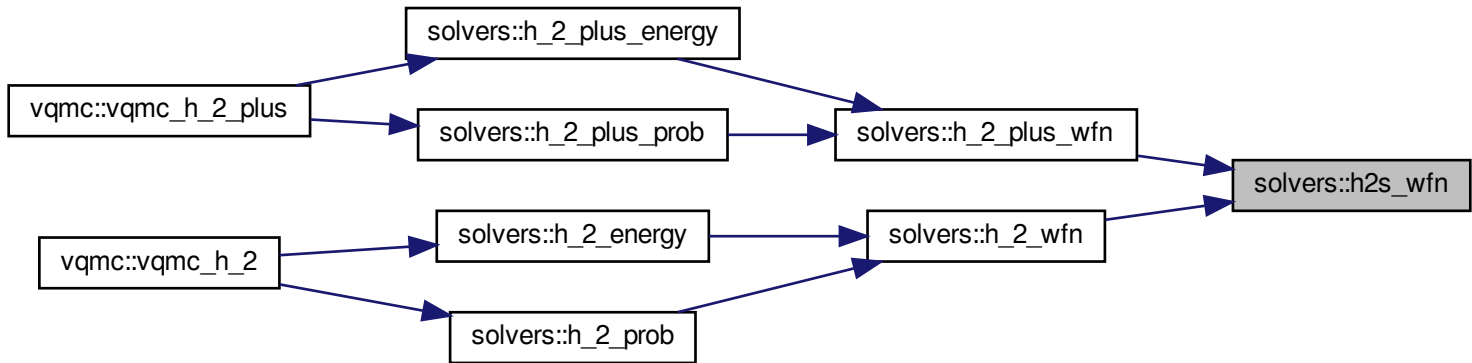 solvers::h_2_plus_energy
vqmc::vqmc_h_2_plus
solvers::h_2_plus_prob
solvers::h_2_plus_wfn
solvers::h2s_wfn
solvers::h_2_energy
solvers::h_2_wfn
vqmc::vqmc_h_2
solvers::h_2_prob